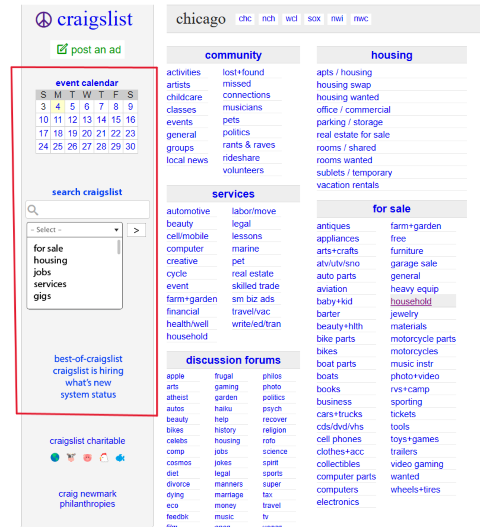 craigslist
post an ad
event calendar
S M T W T F S
3 4 5 6 7 8 9
10 11 12 13 14 15 16
17 18 19 20 21 22 23
24 25 26 27 28 29 30
search craigslist
- Select -
>
for sale
housing
jobs
services
gigs
best-of-craigslist
craigslist is hiring
what's new
system status
craigslist charitable
craig newmark
philanthropies
chicago chc nch wcl sox nwi nwc
community
activities
artists
childcare
classes
events
general
groups
local news
lost+found
missed
connections
musicians
pets
politics
rants & raves
rideshare
volunteers
services
automotive
beauty
cell/mobile
computer
creative
cycle
event
farm+garden
financial
health/well
household
labor/move
legal
lessons
marine
pet
real estate
skilled trade
sm biz ads
travel/vac
write/ed/tran
discussion forums
apple
arts
atheist
autos
beauty
bikes
celebs
comp
cosmos
diet
divorce
dying
eco
feedbk
film
frugal
gaming
garden
haiku
help
history
housing
jobs
jokes
legal
manners
marriage
money
music
open
philos
photo
politics
psych
recover
religion
rofo
science
spirit
sports
super
tax
travel
tv
housing
apts / housing
housing swap
housing wanted
office / commercial
parking / storage
real estate for sale
rooms / shared
rooms wanted
sublets / temporary
vacation rentals
for sale
antiques
appliances
arts+crafts
atv/utv/sno
auto parts
aviation
baby+kid
barter
beauty+hlth
bike parts
bikes
boat parts
boats
books
business
cars+trucks
cds/dvd/vhs
cell phones
clothes+acc
collectibles
computer parts
computers
electronics
farm+garden
free
furniture
garage sale
general
heavy equip
household
jewelry
materials
motorcycle parts
motorcycles
music instr
photo+video
rvs+camp
sporting
tickets
tools
toys+games
trailers
video gaming
wanted
wheels+tires